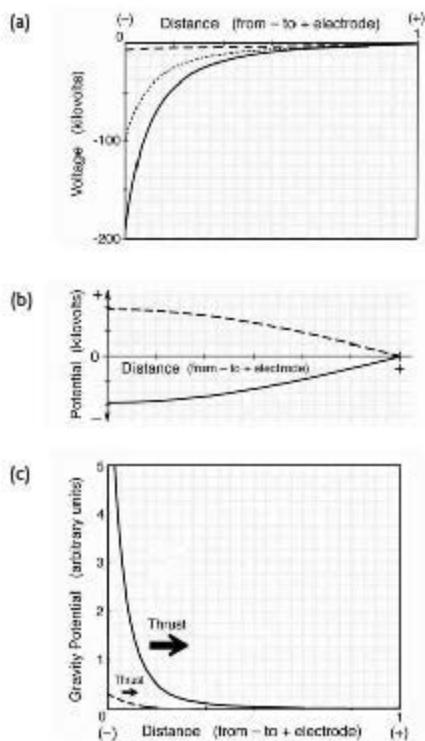 (a)
(–) Distance (from – to + electrode) (+)
0 1
0
-100
-200
Voltage (kilovolts)
(b)
+
0
–
Potential (kilovolts)
Distance (from – to + electrode)
+
(c)
5
4
3
2
1
Gravity Potential (arbitrary units)
Thrust
Thrust
0 1
(–) Distance (from – to + electrode) (+)